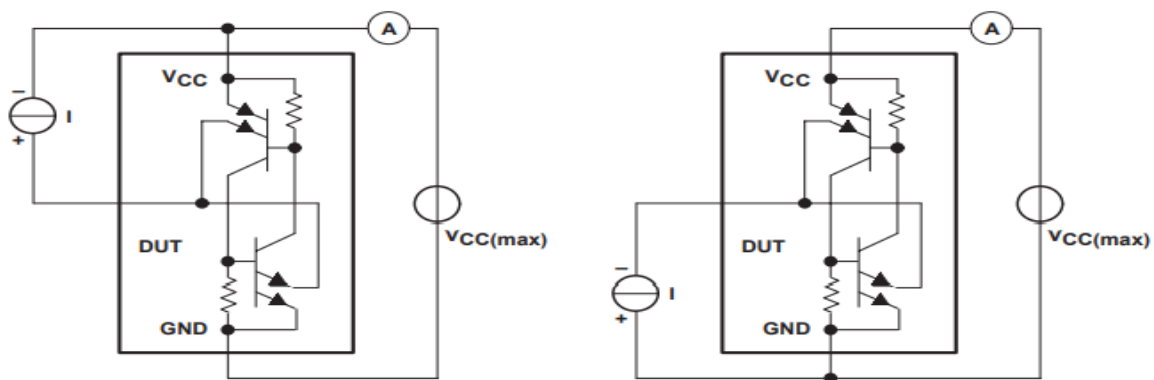 A
VCC
−
I
+
DUT
VCC(max)
GND
A
VCC
DUT
VCC(max)
−
I
+
GND